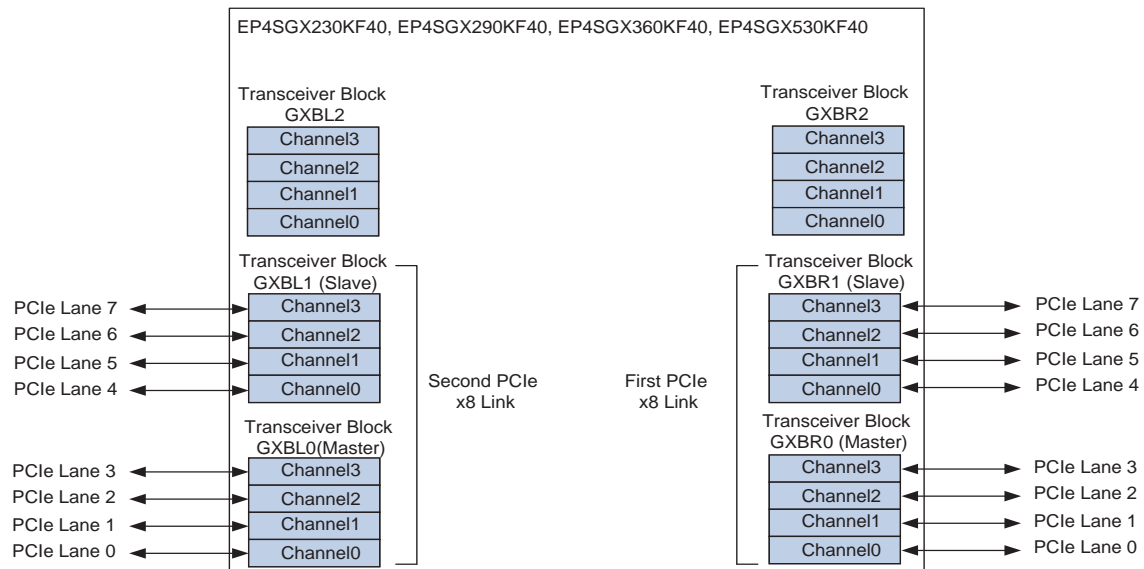 EP4SGX230KF40, EP4SGX290KF40, EP4SGX360KF40, EP4SGX530KF40
Transceiver Block
GXBL2
Channel3
Channel2
Channel1
Channel0
Transceiver Block
GXBR2
Channel3
Channel2
Channel1
Channel0
Transceiver Block
GXBL1 (Slave)
Channel3
Channel2
Channel1
Channel0
PCIe Lane 7
PCIe Lane 6
PCIe Lane 5
PCIe Lane 4
Second PCIe
x8 Link
Transceiver Block
GXBL0(Master)
Channel3
Channel2
Channel1
Channel0
PCIe Lane 3
PCIe Lane 2
PCIe Lane 1
PCIe Lane 0
First PCIe
x8 Link
Transceiver Block
GXBR1 (Slave)
Channel3
Channel2
Channel1
Channel0
PCIe Lane 7
PCIe Lane 6
PCIe Lane 5
PCIe Lane 4
Transceiver Block
GXBR0 (Master)
Channel3
Channel2
Channel1
Channel0
PCIe Lane 3
PCIe Lane 2
PCIe Lane 1
PCIe Lane 0